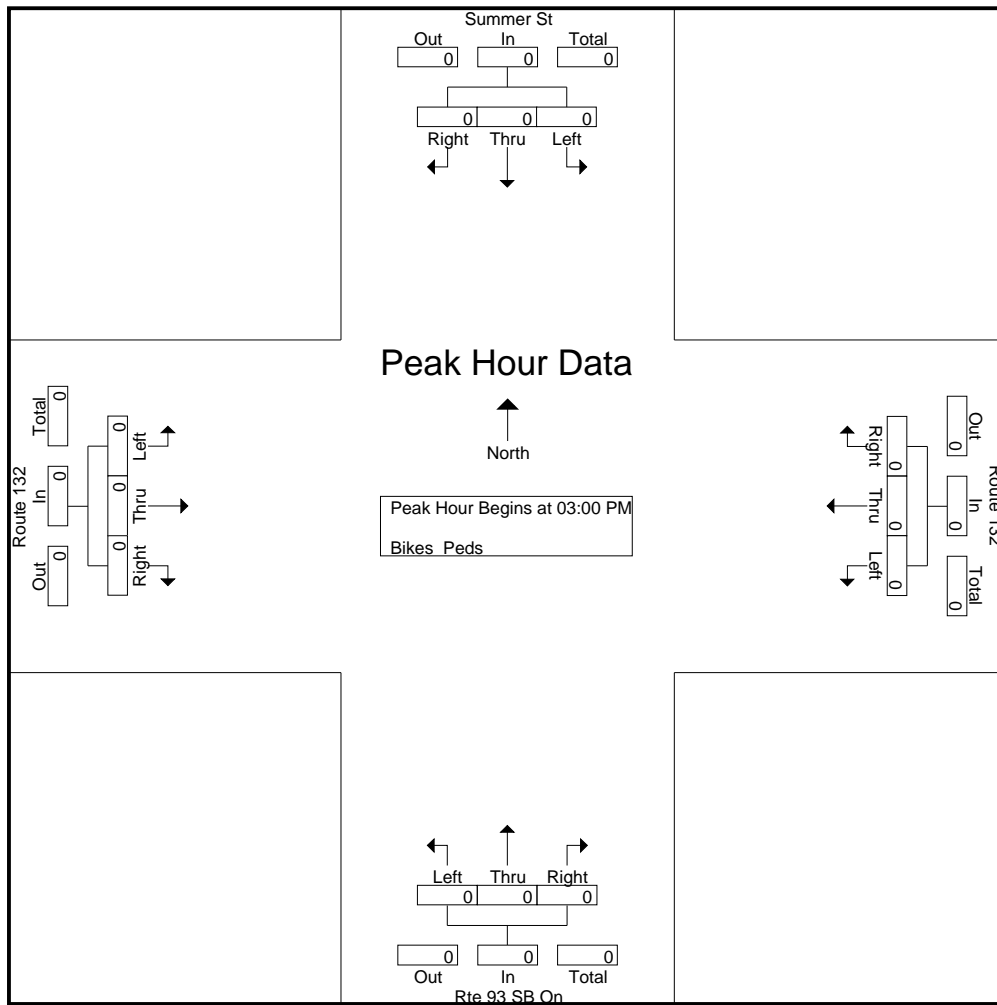 Summer St
Out In Total
0 0 0
0 0 0
Right Thru Left
Peak Hour Data
North
Peak Hour Begins at 03:00 PM
Bikes Peds
Route 132
Out In Total
0 0 0
0 0 0
Left Thru Right
Route 132
Out In Total
0 0 0
0 0 0
Right Thru Left
Left Thru Right
0 0 0
0 0 0
Out In Total
Rte 93 SB On